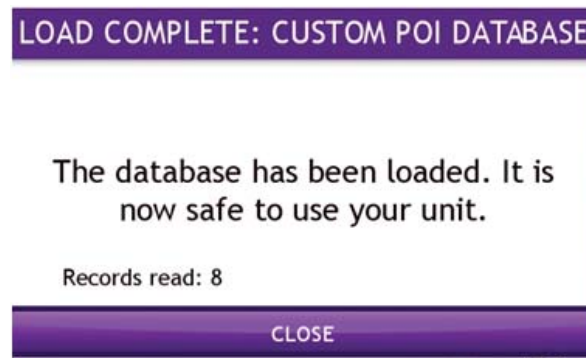 LOAD COMPLETE: CUSTOM POI DATABASE
The database has been loaded. It is
now safe to use your unit.
Records read: 8
CLOSE